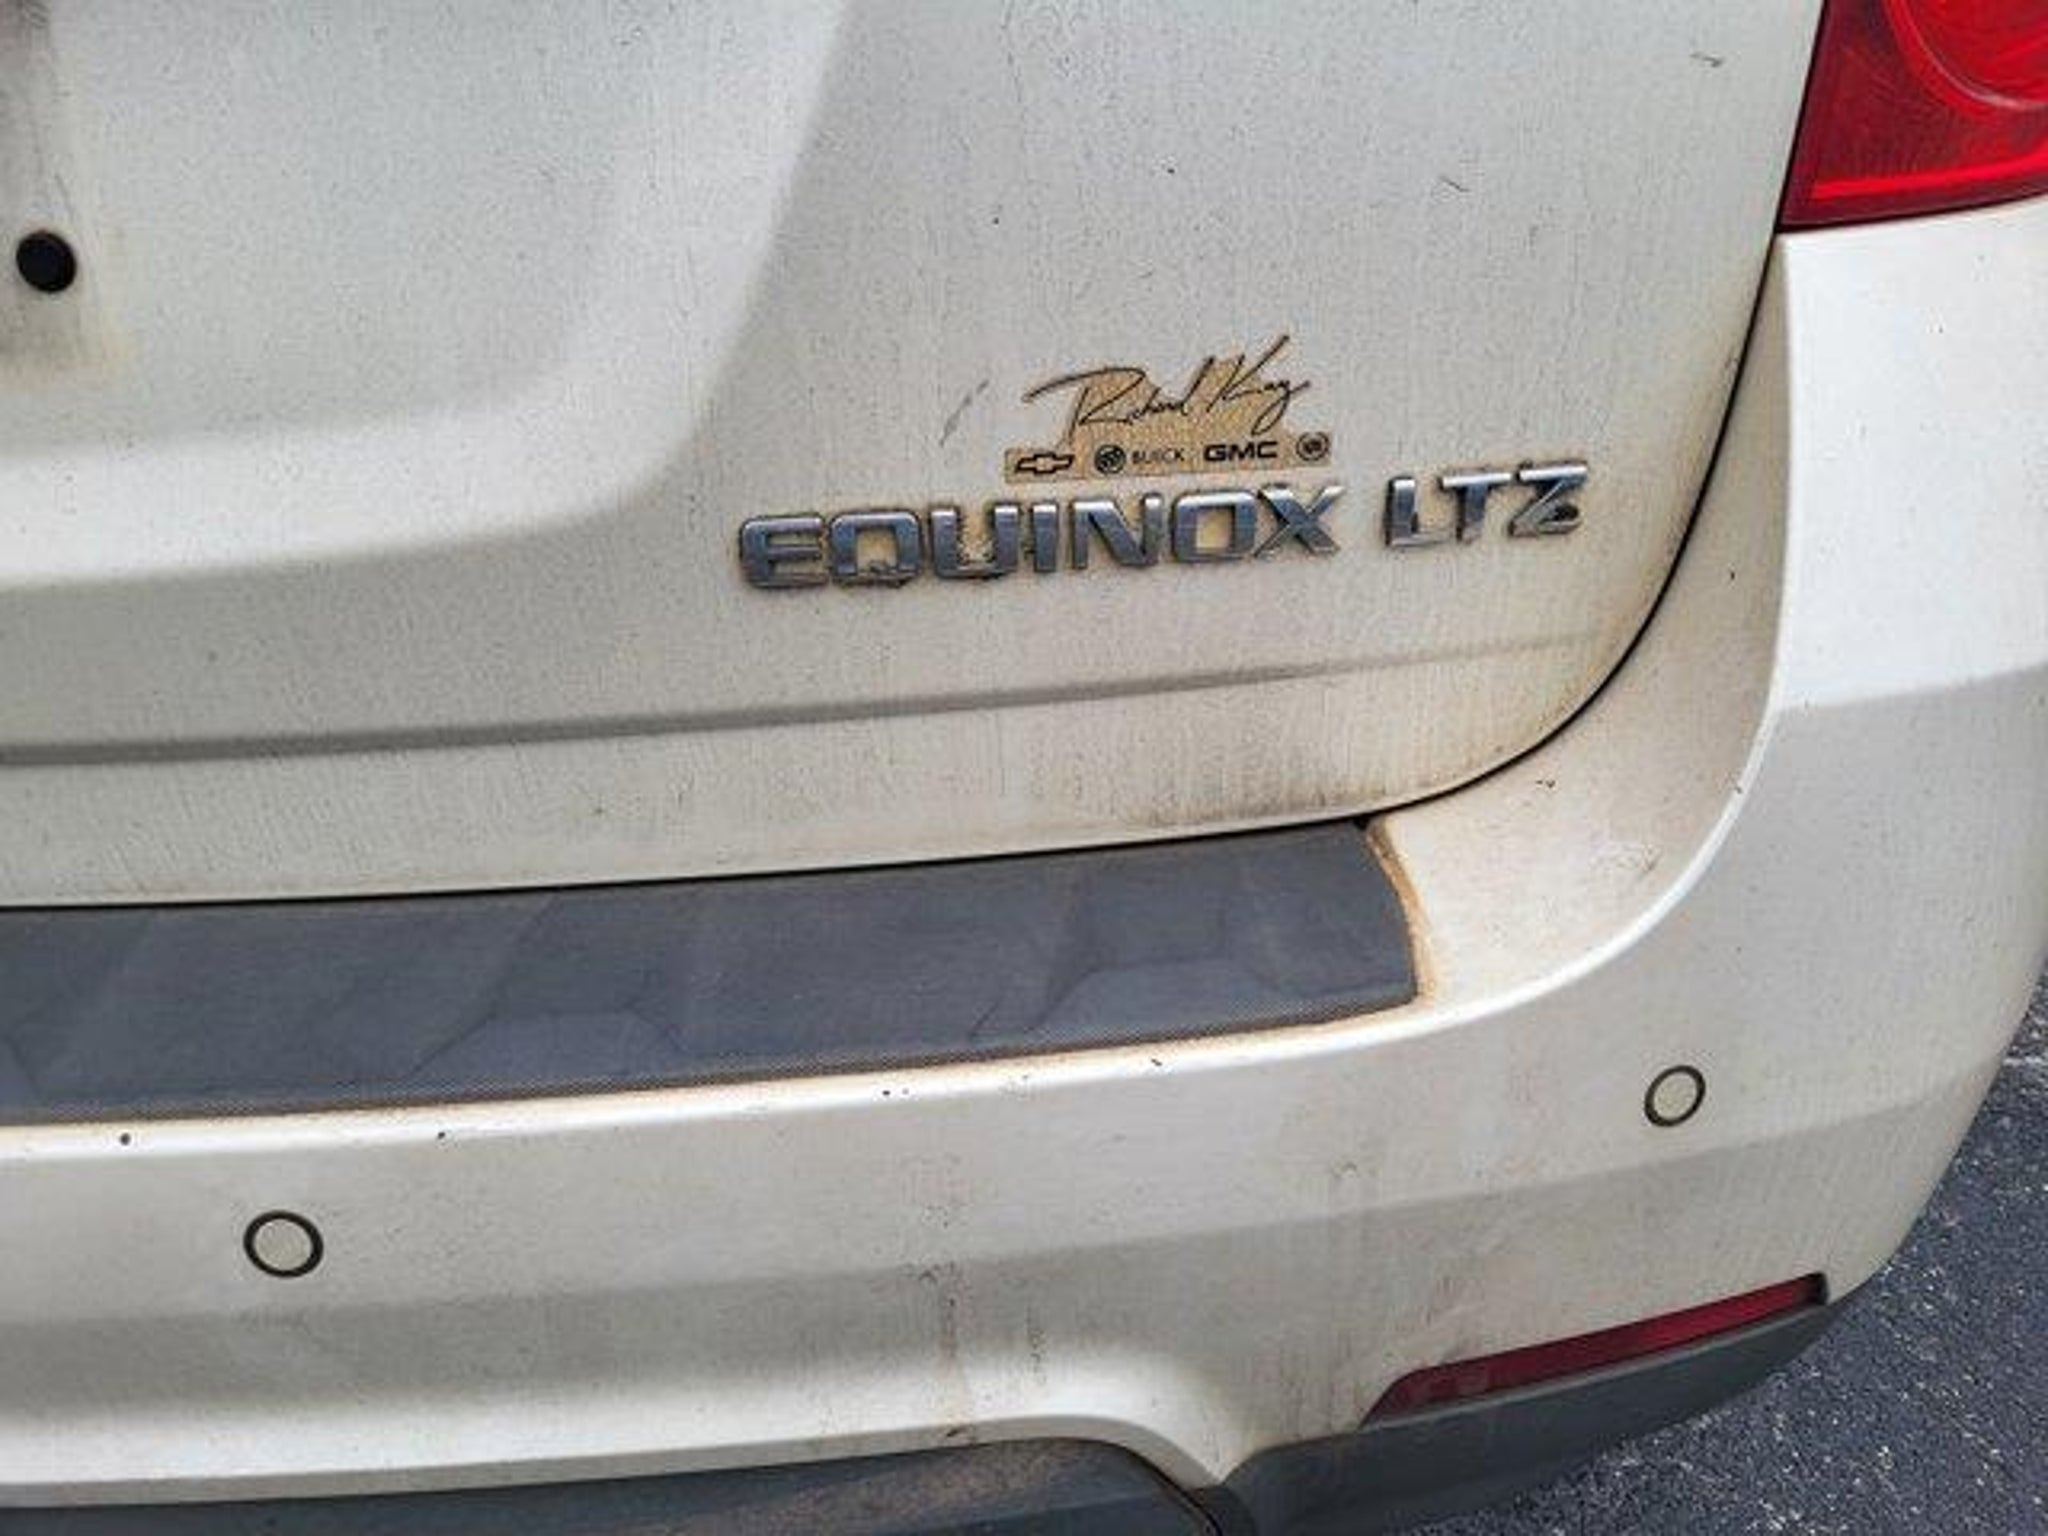 Richard Kay
BUICK GMC
EQUINOX LTZ